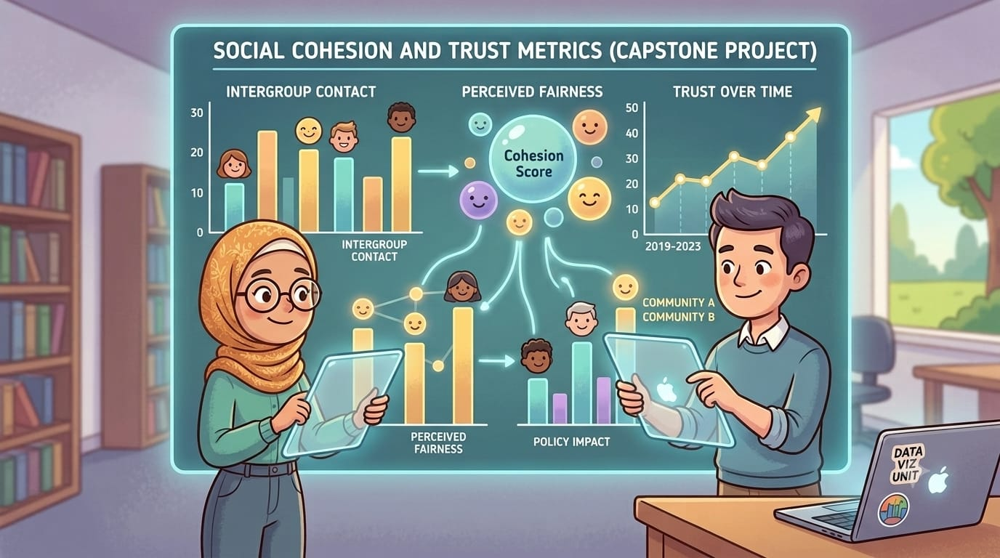 SOCIAL COHESION AND TRUST METRICS (CAPSTONE PROJECT)
INTERGROUP CONTACT
30
20
10
0
INTERGROUP
CONTACT
PERCEIVED FAIRNESS
Cohesion
Score
TRUST OVER TIME
50
40
30
20
10
0
2019-2023
PERCEIVED
FAIRNESS
COMMUNITY A
COMMUNITY B
POLICY IMPACT
DATA
VIZ
UNIT